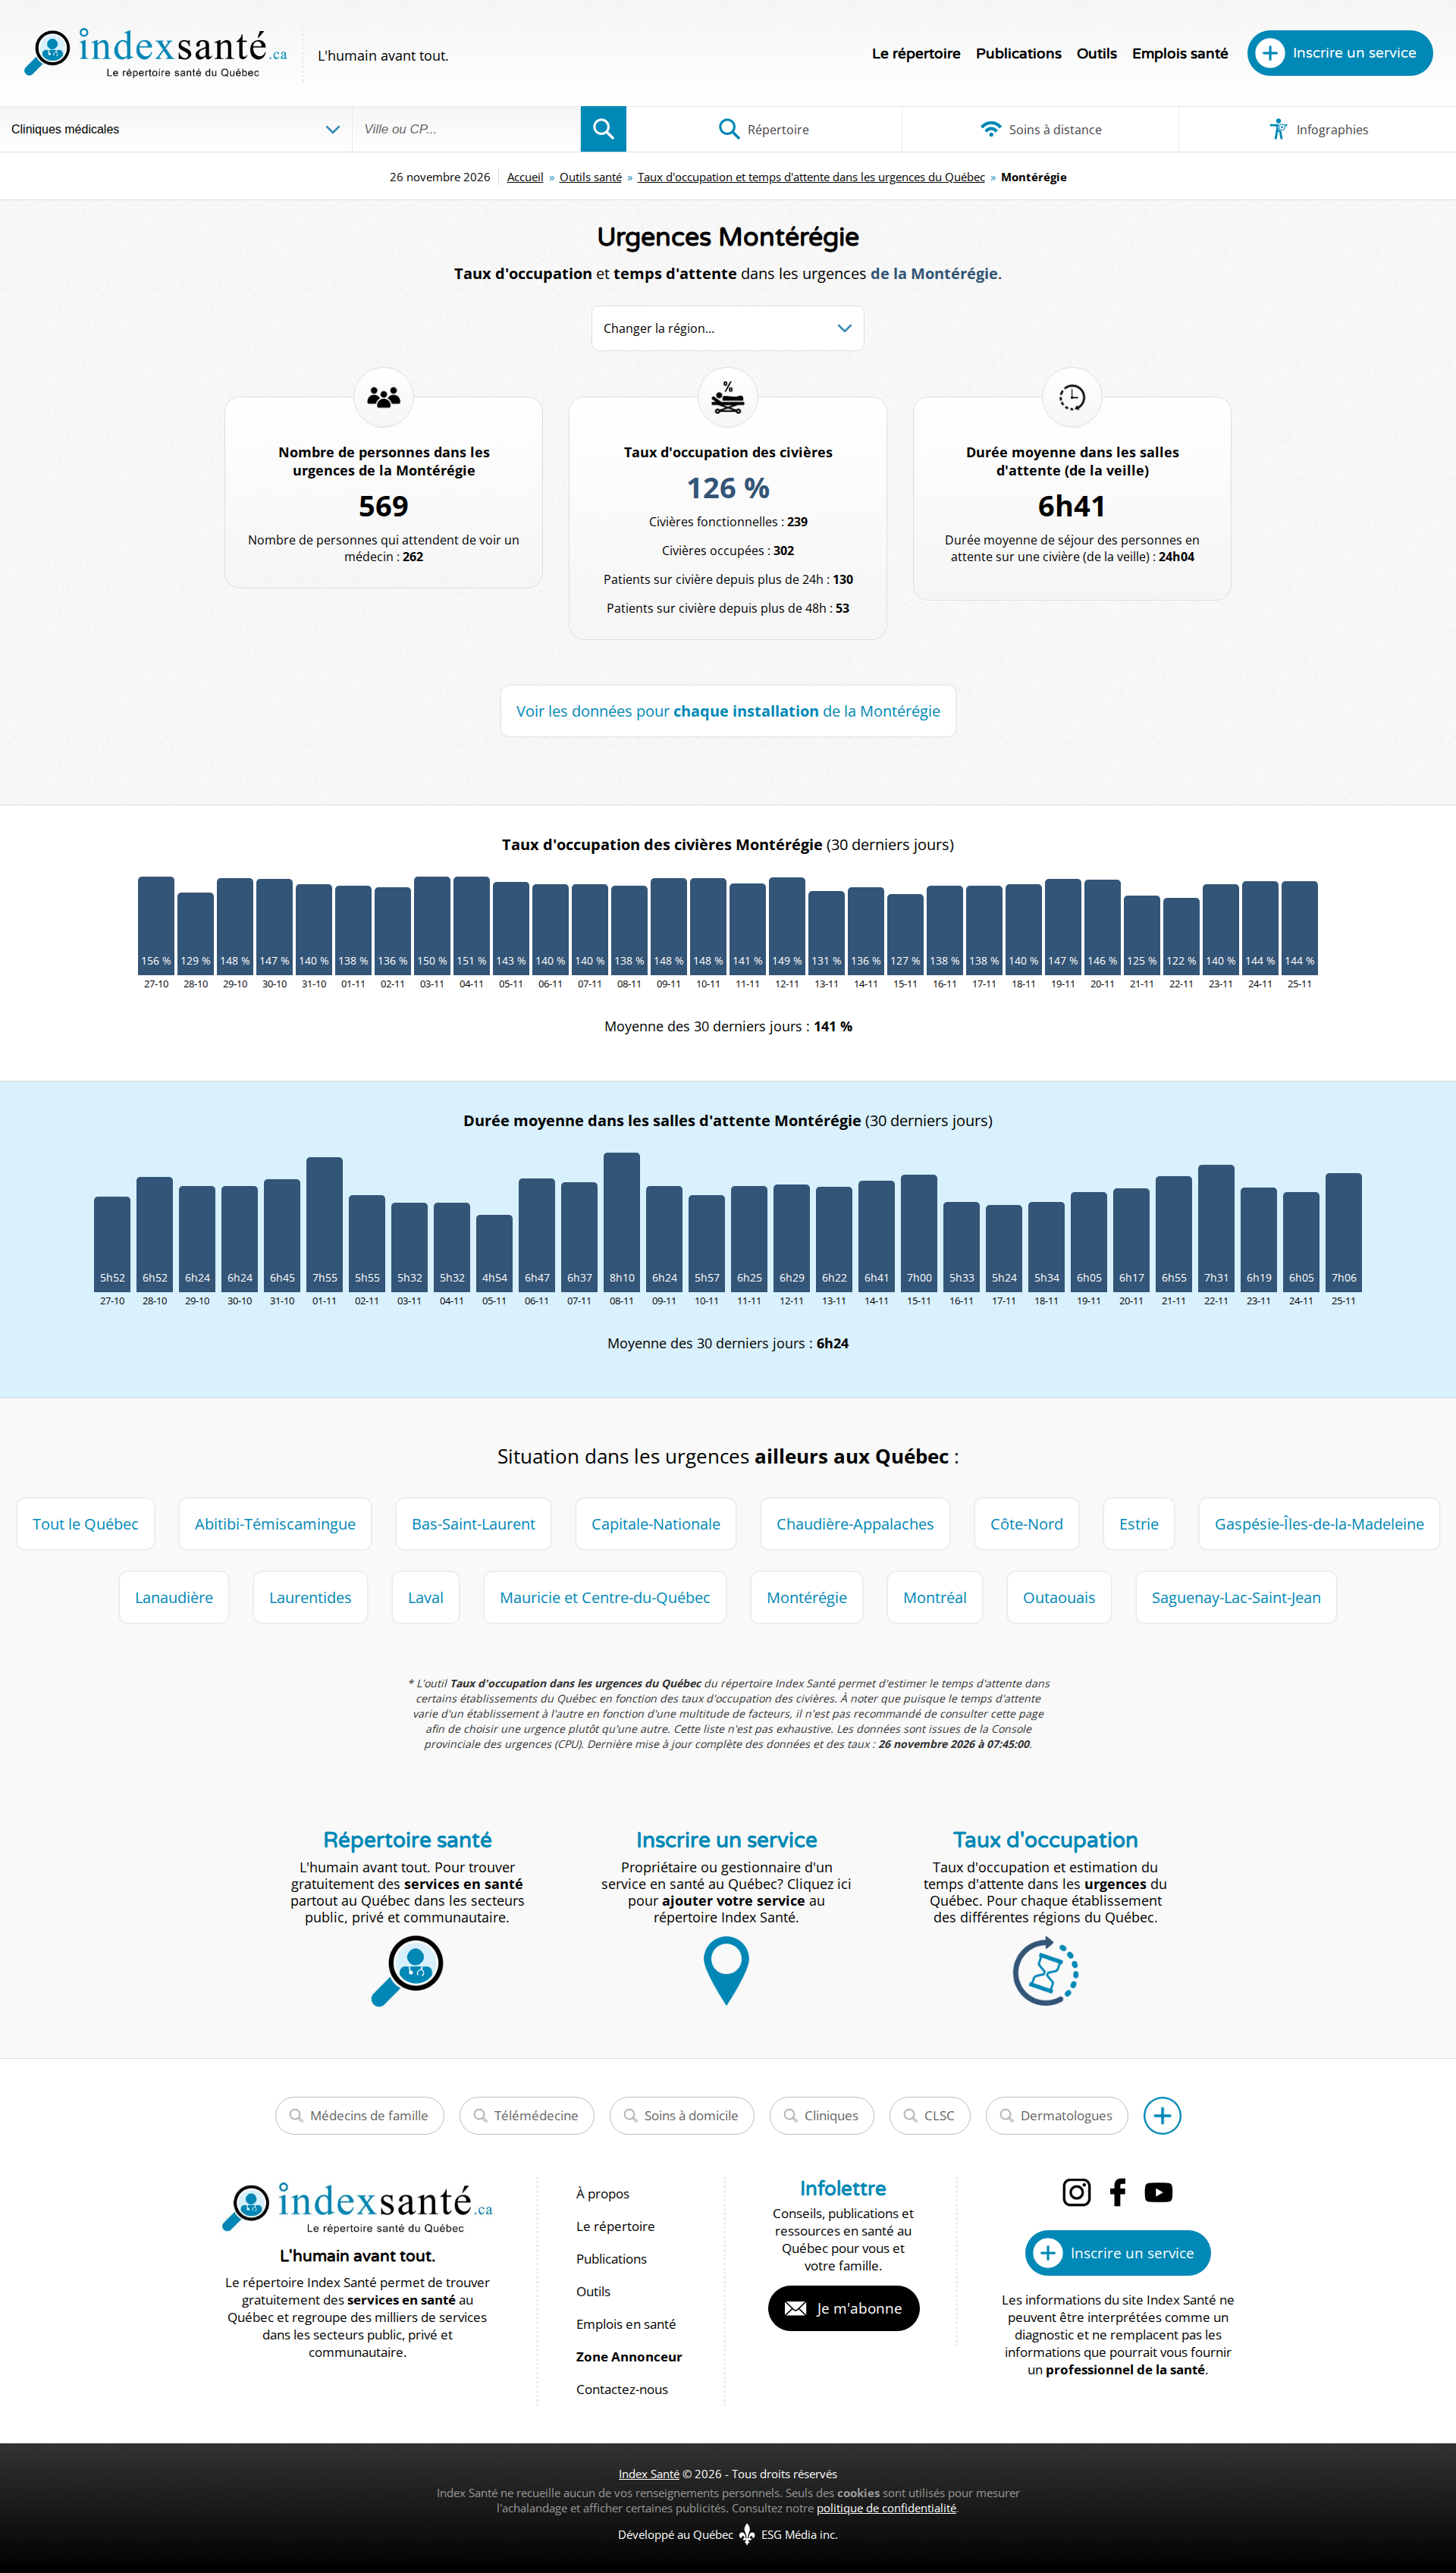 indexsanté.ca
Le répertoire santé du Québec
L'humain avant tout.
Le répertoire
Publications
Outils
Emplois santé
Inscrire un service
Cliniques médicales
Ville ou CP...
Répertoire
Soins à distance
Infographies
26 novembre 2026 Accueil » Outils santé » Taux d'occupation et temps d'attente dans les urgences du Québec » Montérégie
Urgences Montérégie
Taux d'occupation et temps d'attente dans les urgences de la Montérégie.
Changer la région...
Nombre de personnes dans les
urgences de la Montérégie
569
Nombre de personnes qui attendent de voir un
médecin : 262
%
Taux d'occupation des civières
126 %
Civières fonctionnelles : 239
Civières occupées : 302
Patients sur civière depuis plus de 24h : 130
Patients sur civière depuis plus de 48h : 53
Durée moyenne dans les salles
d'attente (de la veille)
6h41
Durée moyenne de séjour des personnes en
attente sur une civière (de la veille) : 24h04
Voir les données pour chaque installation de la Montérégie
Taux d'occupation des civières Montérégie (30 derniers jours)
156 % 129 % 148 % 147 % 140 % 138 % 136 % 150 % 151 % 143 % 140 % 140 % 138 % 148 % 148 % 141 % 149 % 131 % 136 % 127 % 138 % 138 % 140 % 147 % 146 % 125 % 122 % 140 % 144 % 144 %
27-10 28-10 29-10 30-10 31-10 01-11 02-11 03-11 04-11 05-11 06-11 07-11 08-11 09-11 10-11 11-11 12-11 13-11 14-11 15-11 16-11 17-11 18-11 19-11 20-11 21-11 22-11 23-11 24-11 25-11
Moyenne des 30 derniers jours : 141 %
Durée moyenne dans les salles d'attente Montérégie (30 derniers jours)
5h52 6h52 6h24 6h24 6h45 7h55 5h55 5h32 5h32 4h54 6h47 6h37 8h10 6h24 5h57 6h25 6h29 6h22 6h41 7h00 5h33 5h24 5h34 6h05 6h17 6h55 7h31 6h19 6h05 7h06
27-10 28-10 29-10 30-10 31-10 01-11 02-11 03-11 04-11 05-11 06-11 07-11 08-11 09-11 10-11 11-11 12-11 13-11 14-11 15-11 16-11 17-11 18-11 19-11 20-11 21-11 22-11 23-11 24-11 25-11
Moyenne des 30 derniers jours : 6h24
Situation dans les urgences ailleurs aux Québec :
Tout le Québec
Abitibi-Témiscamingue
Bas-Saint-Laurent
Capitale-Nationale
Chaudière-Appalaches
Côte-Nord
Estrie
Gaspésie-Îles-de-la-Madeleine
Lanaudière
Laurentides
Laval
Mauricie et Centre-du-Québec
Montérégie
Montréal
Outaouais
Saguenay-Lac-Saint-Jean
* L'outil Taux d'occupation dans les urgences du Québec du répertoire Index Santé permet d'estimer le temps d'attente dans
certains établissements du Québec en fonction des taux d'occupation des civières. À noter que puisque le temps d'attente
varie d'un établissement à l'autre en fonction d'une multitude de facteurs, il n'est pas recommandé de consulter cette page
afin de choisir une urgence plutôt qu'une autre. Cette liste n'est pas exhaustive. Les données sont issues de la Console
provinciale des urgences (CPU). Dernière mise à jour complète des données et des taux : 26 novembre 2026 à 07:45:00.
Répertoire santé
L'humain avant tout. Pour trouver
gratuitement des services en santé
partout au Québec dans les secteurs
public, privé et communautaire.
Inscrire un service
Propriétaire ou gestionnaire d'un
service en santé au Québec? Cliquez ici
pour ajouter votre service au
répertoire Index Santé.
Taux d'occupation
Taux d'occupation et estimation du
temps d'attente dans les urgences du
Québec. Pour chaque établissement
des différentes régions du Québec.
Médecins de famille
Télémédecine
Soins à domicile
Cliniques
CLSC
Dermatologues
indexsanté.ca
Le répertoire santé du Québec
L'humain avant tout.
Le répertoire Index Santé permet de trouver
gratuitement des services en santé au
Québec et regroupe des milliers de services
dans les secteurs public, privé et
communautaire.
À propos
Le répertoire
Publications
Outils
Emplois en santé
Zone Annonceur
Contactez-nous
Infolettre
Conseils, publications et
ressources en santé au
Québec pour vous et
votre famille.
Je m'abonne
Inscrire un service
Les informations du site Index Santé ne
peuvent être interprétées comme un
diagnostic et ne remplacent pas les
informations que pourrait vous fournir
un professionnel de la santé.
Index Santé © 2026 - Tous droits réservés
Index Santé ne recueille aucun de vos renseignements personnels. Seuls des cookies sont utilisés pour mesurer
l'achalandage et afficher certaines publicités. Consultez notre politique de confidentialité.
Développé au Québec ESG Média inc.